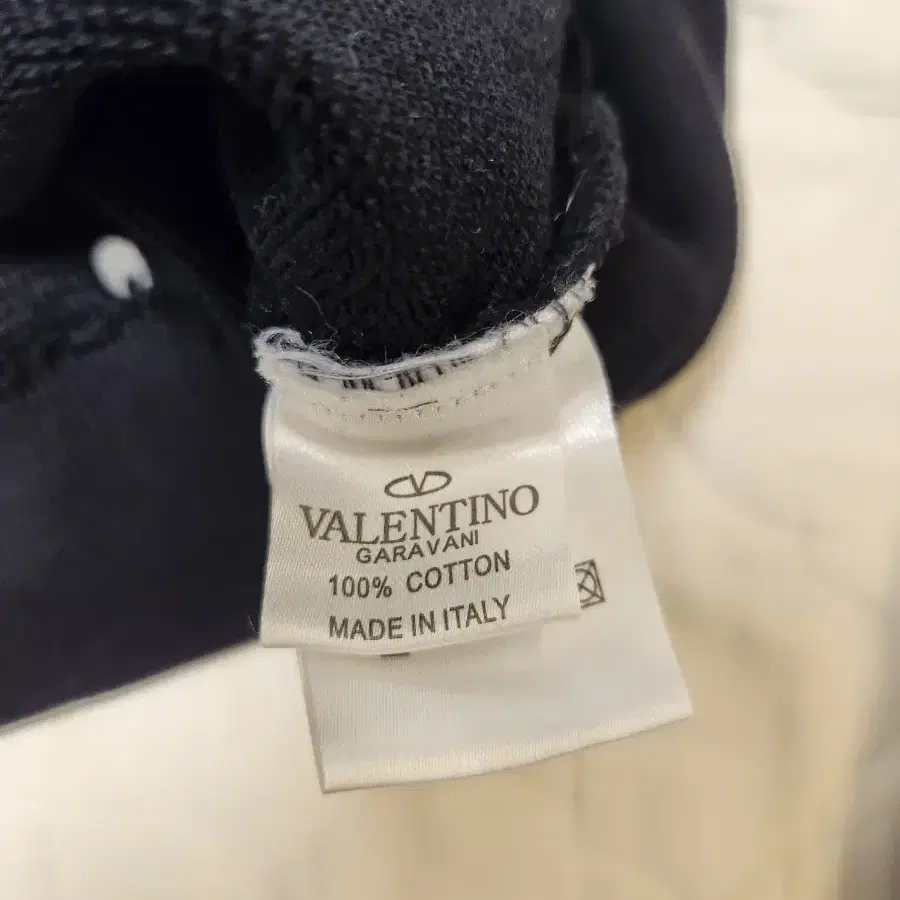 VALENTINO
GARAVANI
100% COTTON
MADE IN ITALY